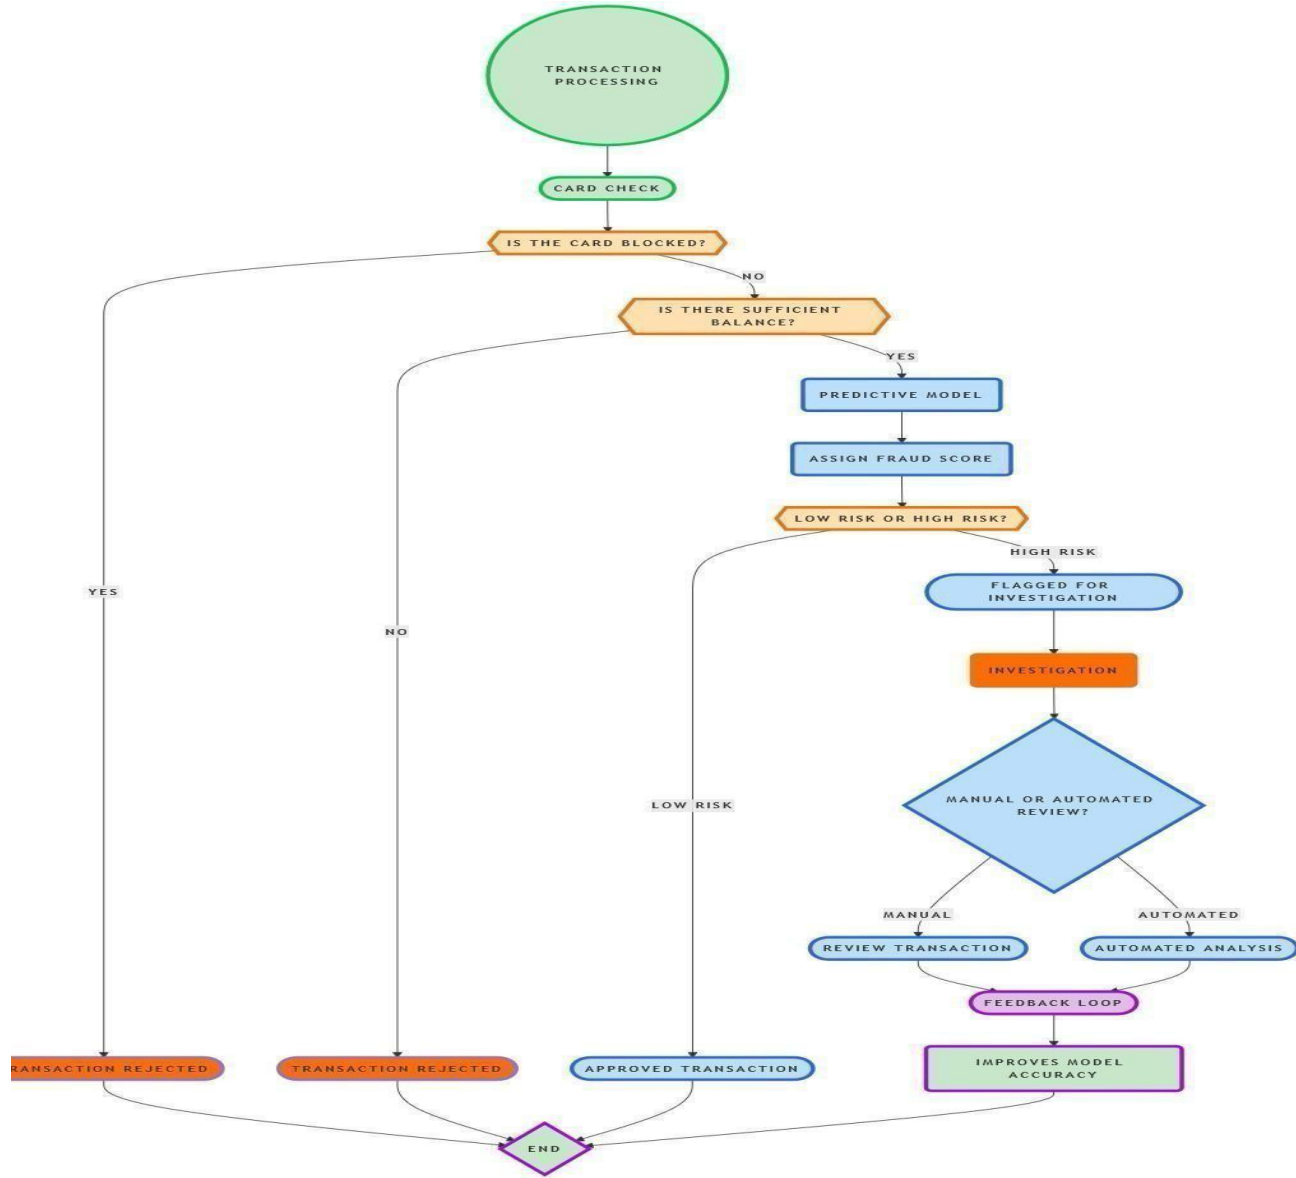 TRANSACTION
PROCESSING
CARD CHECK
IS THE CARD BLOCKED?
NO
IS THERE SUFFICIENT
BALANCE?
YES
PREDICTIVE MODEL
ASSIGN FRAUD SCORE
LOW RISK OR HIGH RISK?
HIGH RISK
FLAGGED FOR
INVESTIGATION
YES
NO
INVESTIGATION
LOW RISK
MANUAL OR AUTOMATED
REVIEW?
MANUAL
AUTOMATED
REVIEW TRANSACTION
AUTOMATED ANALYSIS
FEEDBACK LOOP
RANSACTION REJECTED
TRANSACTION REJECTED
APPROVED TRANSACTION
IMPROVES MODEL
ACCURACY
END